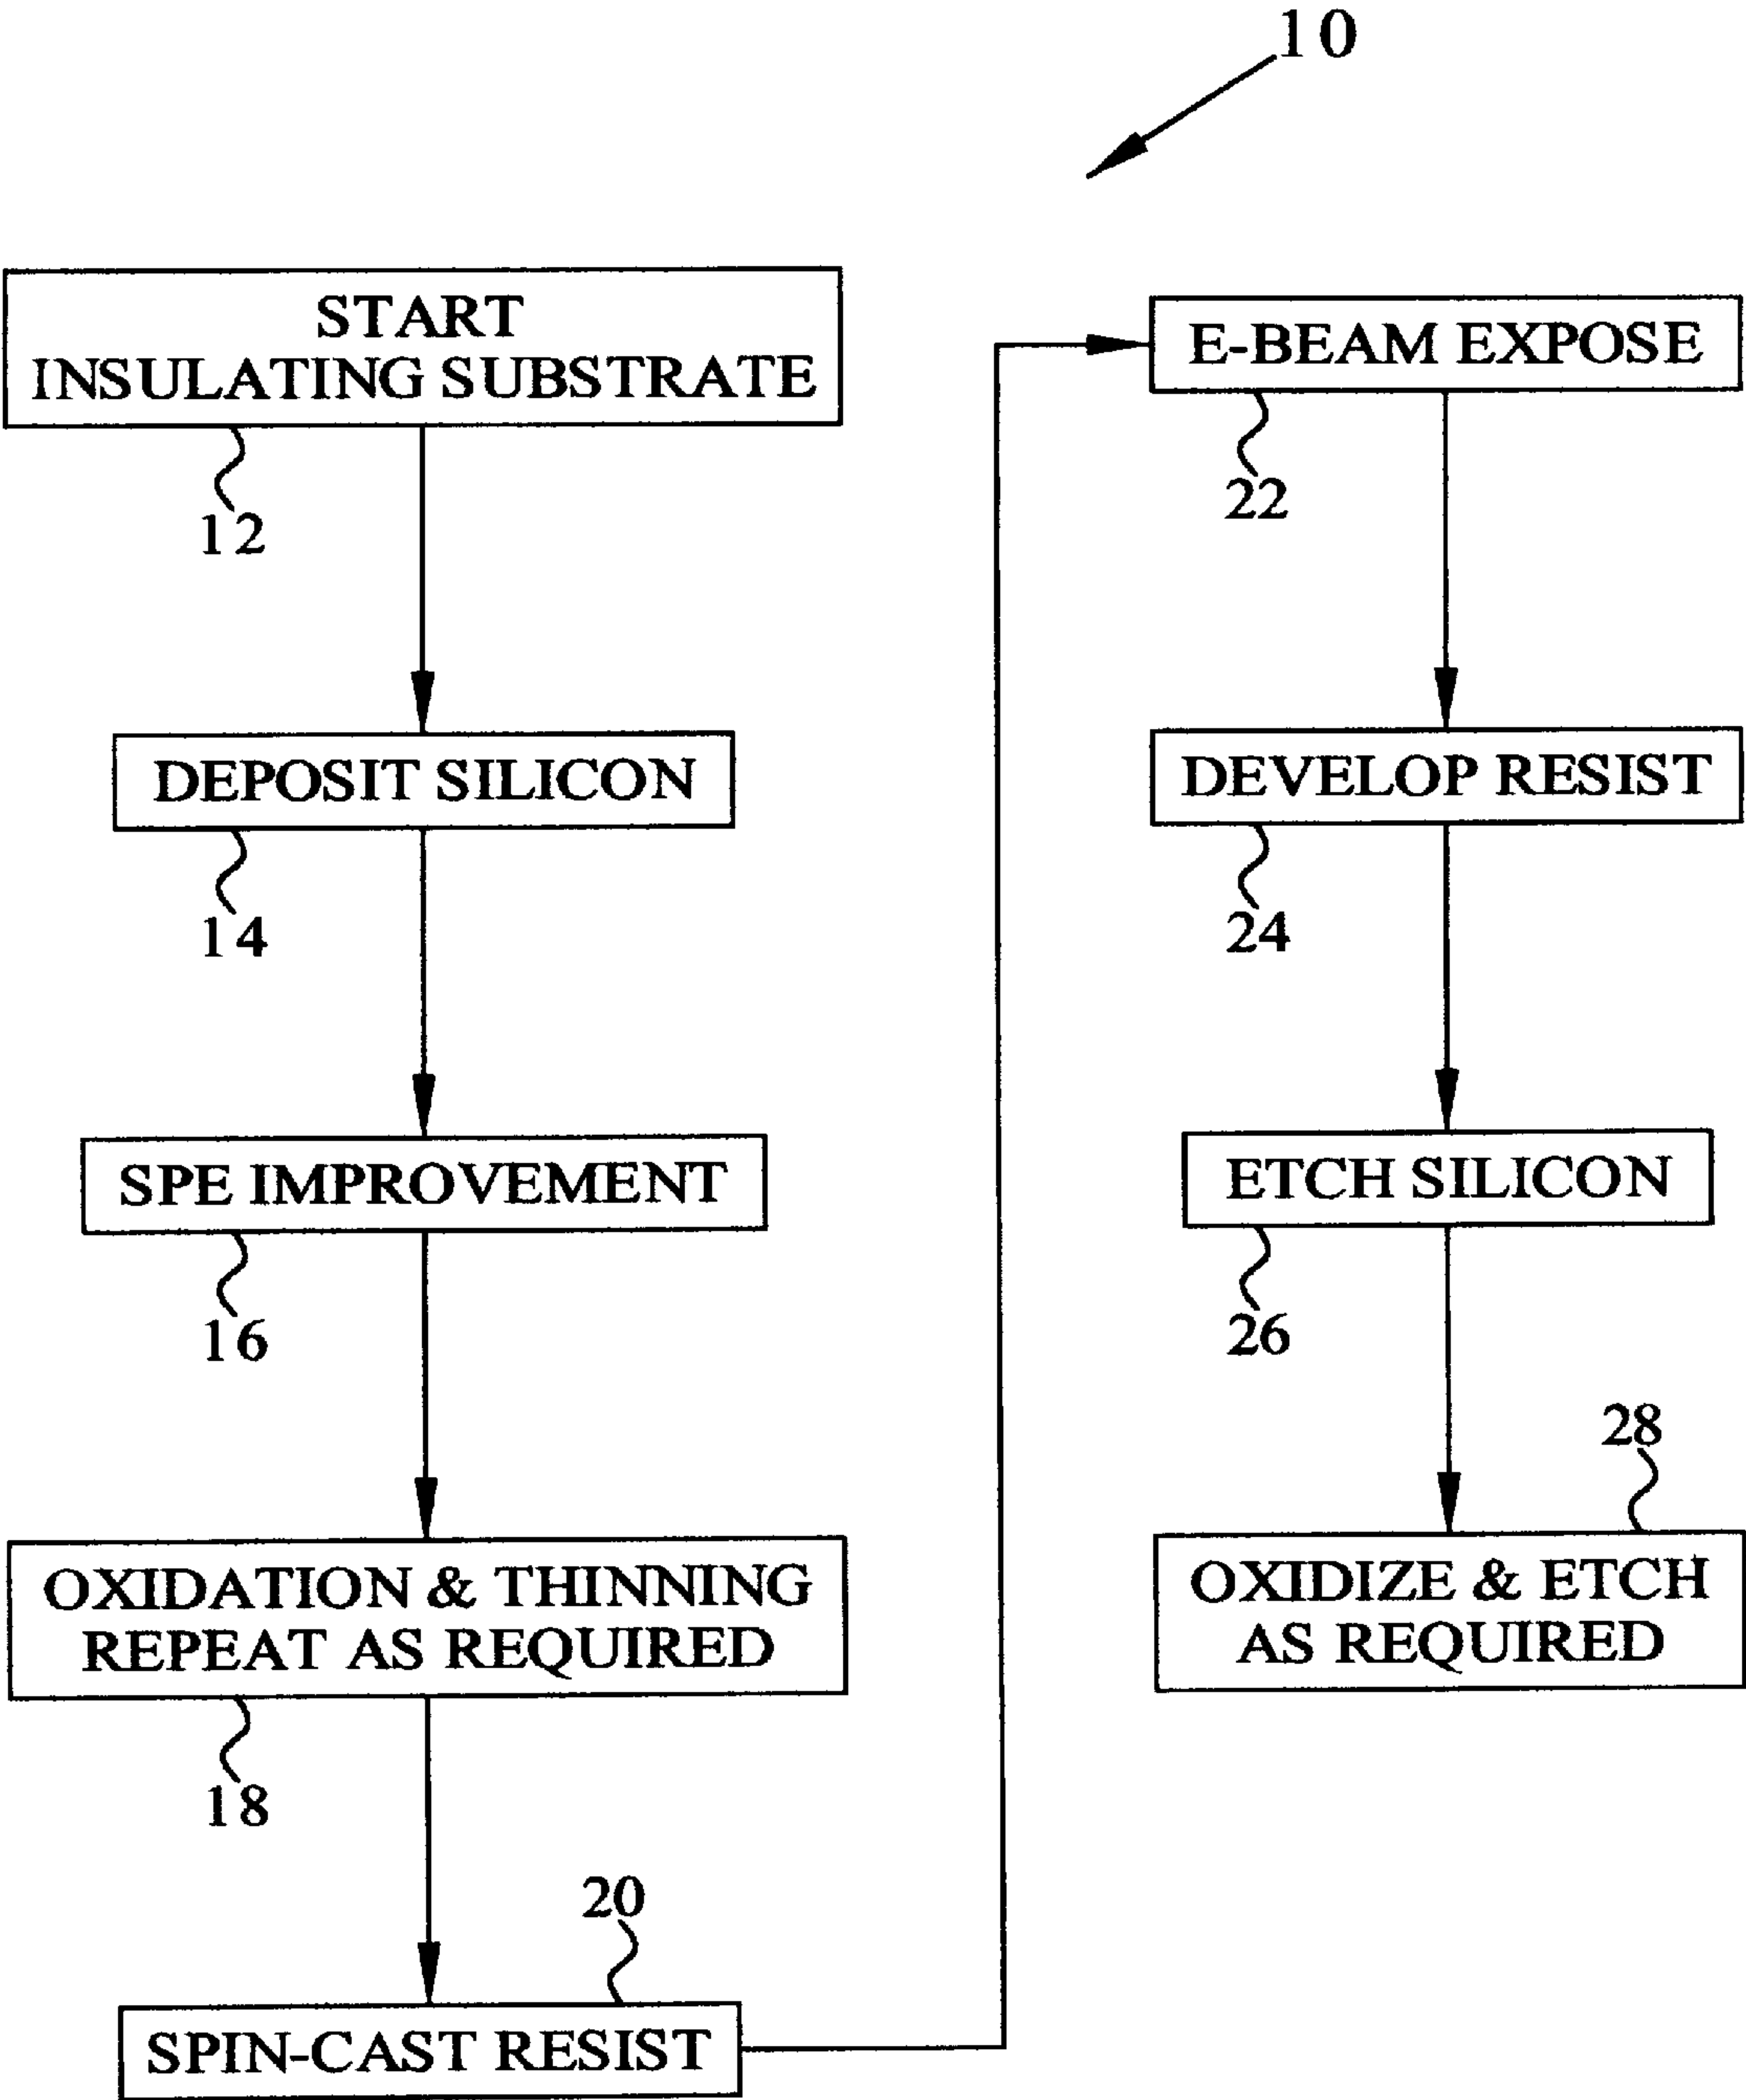 10
START
INSULATING SUBSTRATE
12
DEPOSIT SILICON
14
SPE IMPROVEMENT
16
OXIDATION & THINNING
REPEAT AS REQUIRED
18
20
SPIN-CAST RESIST
E-BEAM EXPOSE
22
DEVELOP RESIST
24
ETCH SILICON
26
28
OXIDIZE & ETCH
AS REQUIRED